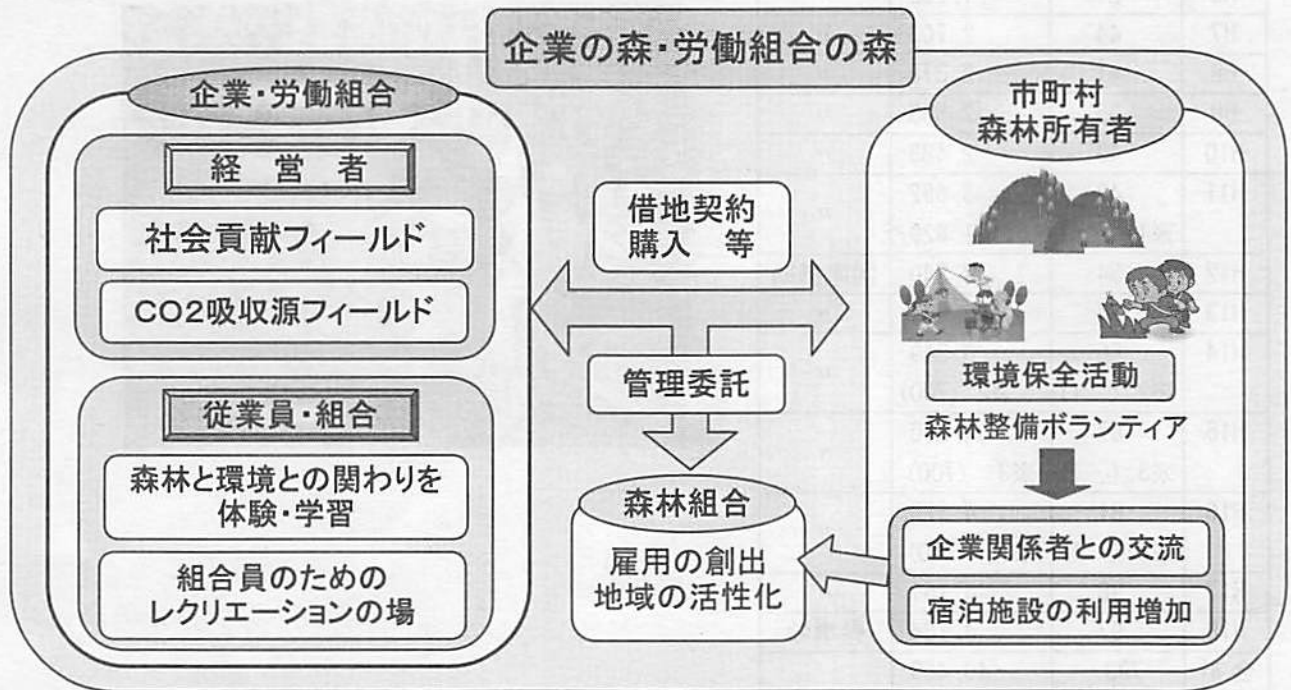 企業の森・労働組合の森
企業・労働組合
経営者
社会貢献フィールド
CO2吸収源フィールド
従業員・組合
森林と環境との関わりを
体験・学習
組合員のための
レクリエーションの場
借地契約
購入 等
管理委託
森林組合
雇用の創出
地域の活性化
市町村
森林所有者
環境保全活動
森林整備ボランティア
企業関係者との交流
宿泊施設の利用増加